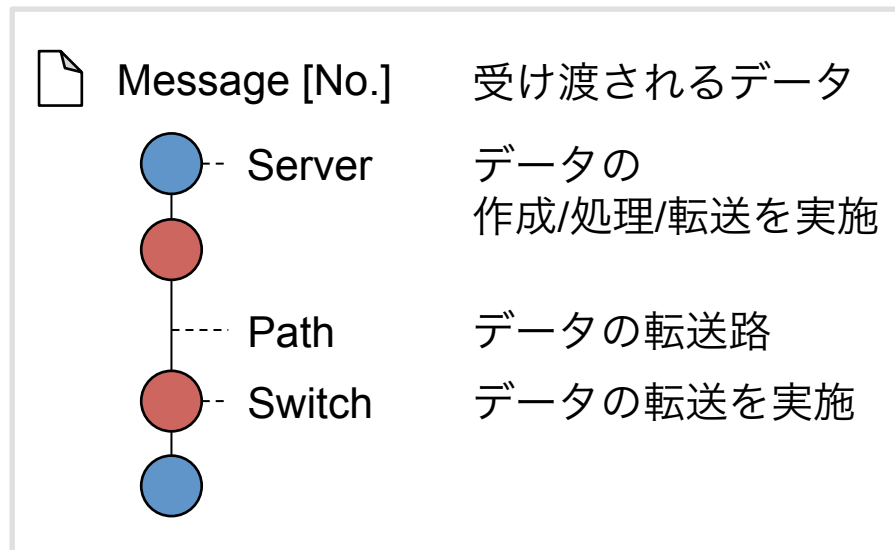 Message [No.] 受け渡されるデータ
Server データの
作成/処理/転送を実施
Path データの転送路
Switch データの転送を実施